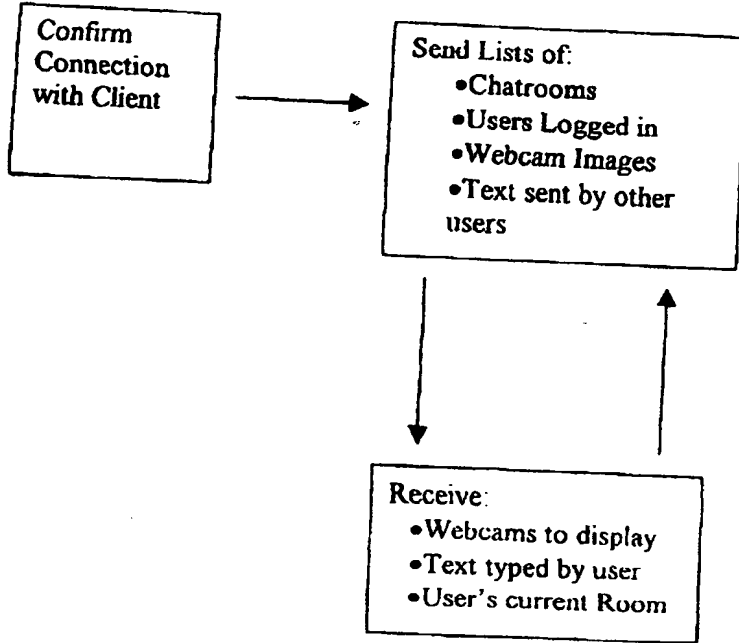 Confirm
Connection
with Client
Send Lists of:
•Chatrooms
•Users Logged in
•Webcam Images
•Text sent by other
users
Receive:
•Webcams to display
•Text typed by user
•User's current Room